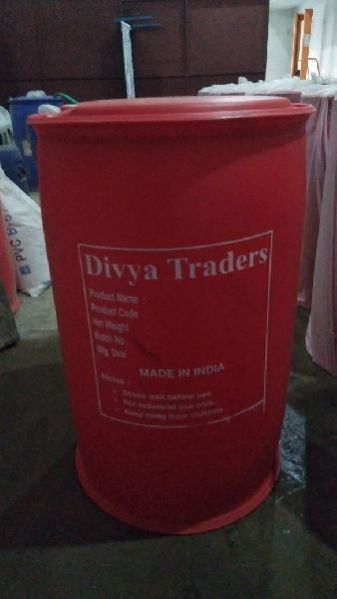 Divya Traders
Product Name :
Product Code :
Net Weight
Batch No.
Mfg. Date
MADE IN INDIA
Notes :
• Shake well before use.
• For industrial use only.
• Keep away from children.
PVC